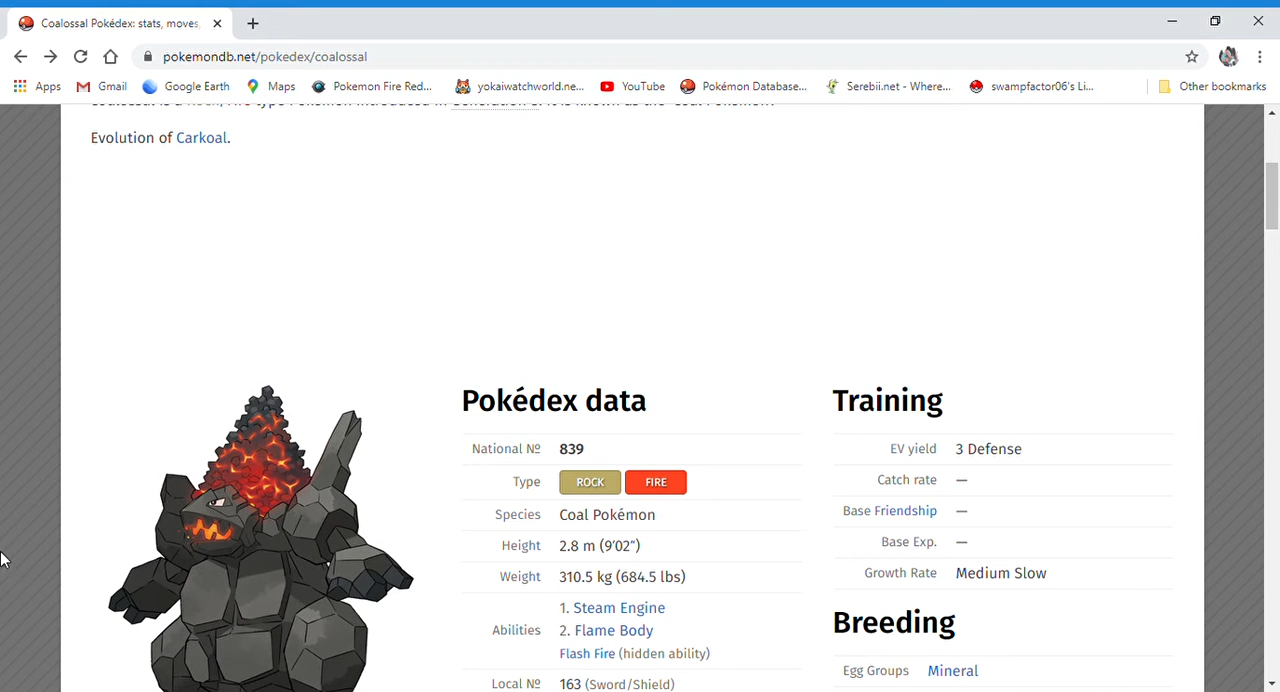 Coalossal Pokédex: stats, moves,
pokemondb.net/pokedex/coalossal
Apps Gmail Google Earth Maps Pokemon Fire Red... yokaiwatchworld.ne... YouTube Pokémon Database... Serebii.net - Where... swampfactor06's Li... Other bookmarks
Evolution of Carkoal.
Pokédex data
National № 839
Type ROCK FIRE
Species Coal Pokémon
Height 2.8 m (9′02″)
Weight 310.5 kg (684.5 lbs)
Abilities 1. Steam Engine
2. Flame Body
Flash Fire (hidden ability)
Local № 163 (Sword/Shield)
Training
EV yield 3 Defense
Catch rate —
Base Friendship —
Base Exp. —
Growth Rate Medium Slow
Breeding
Egg Groups Mineral